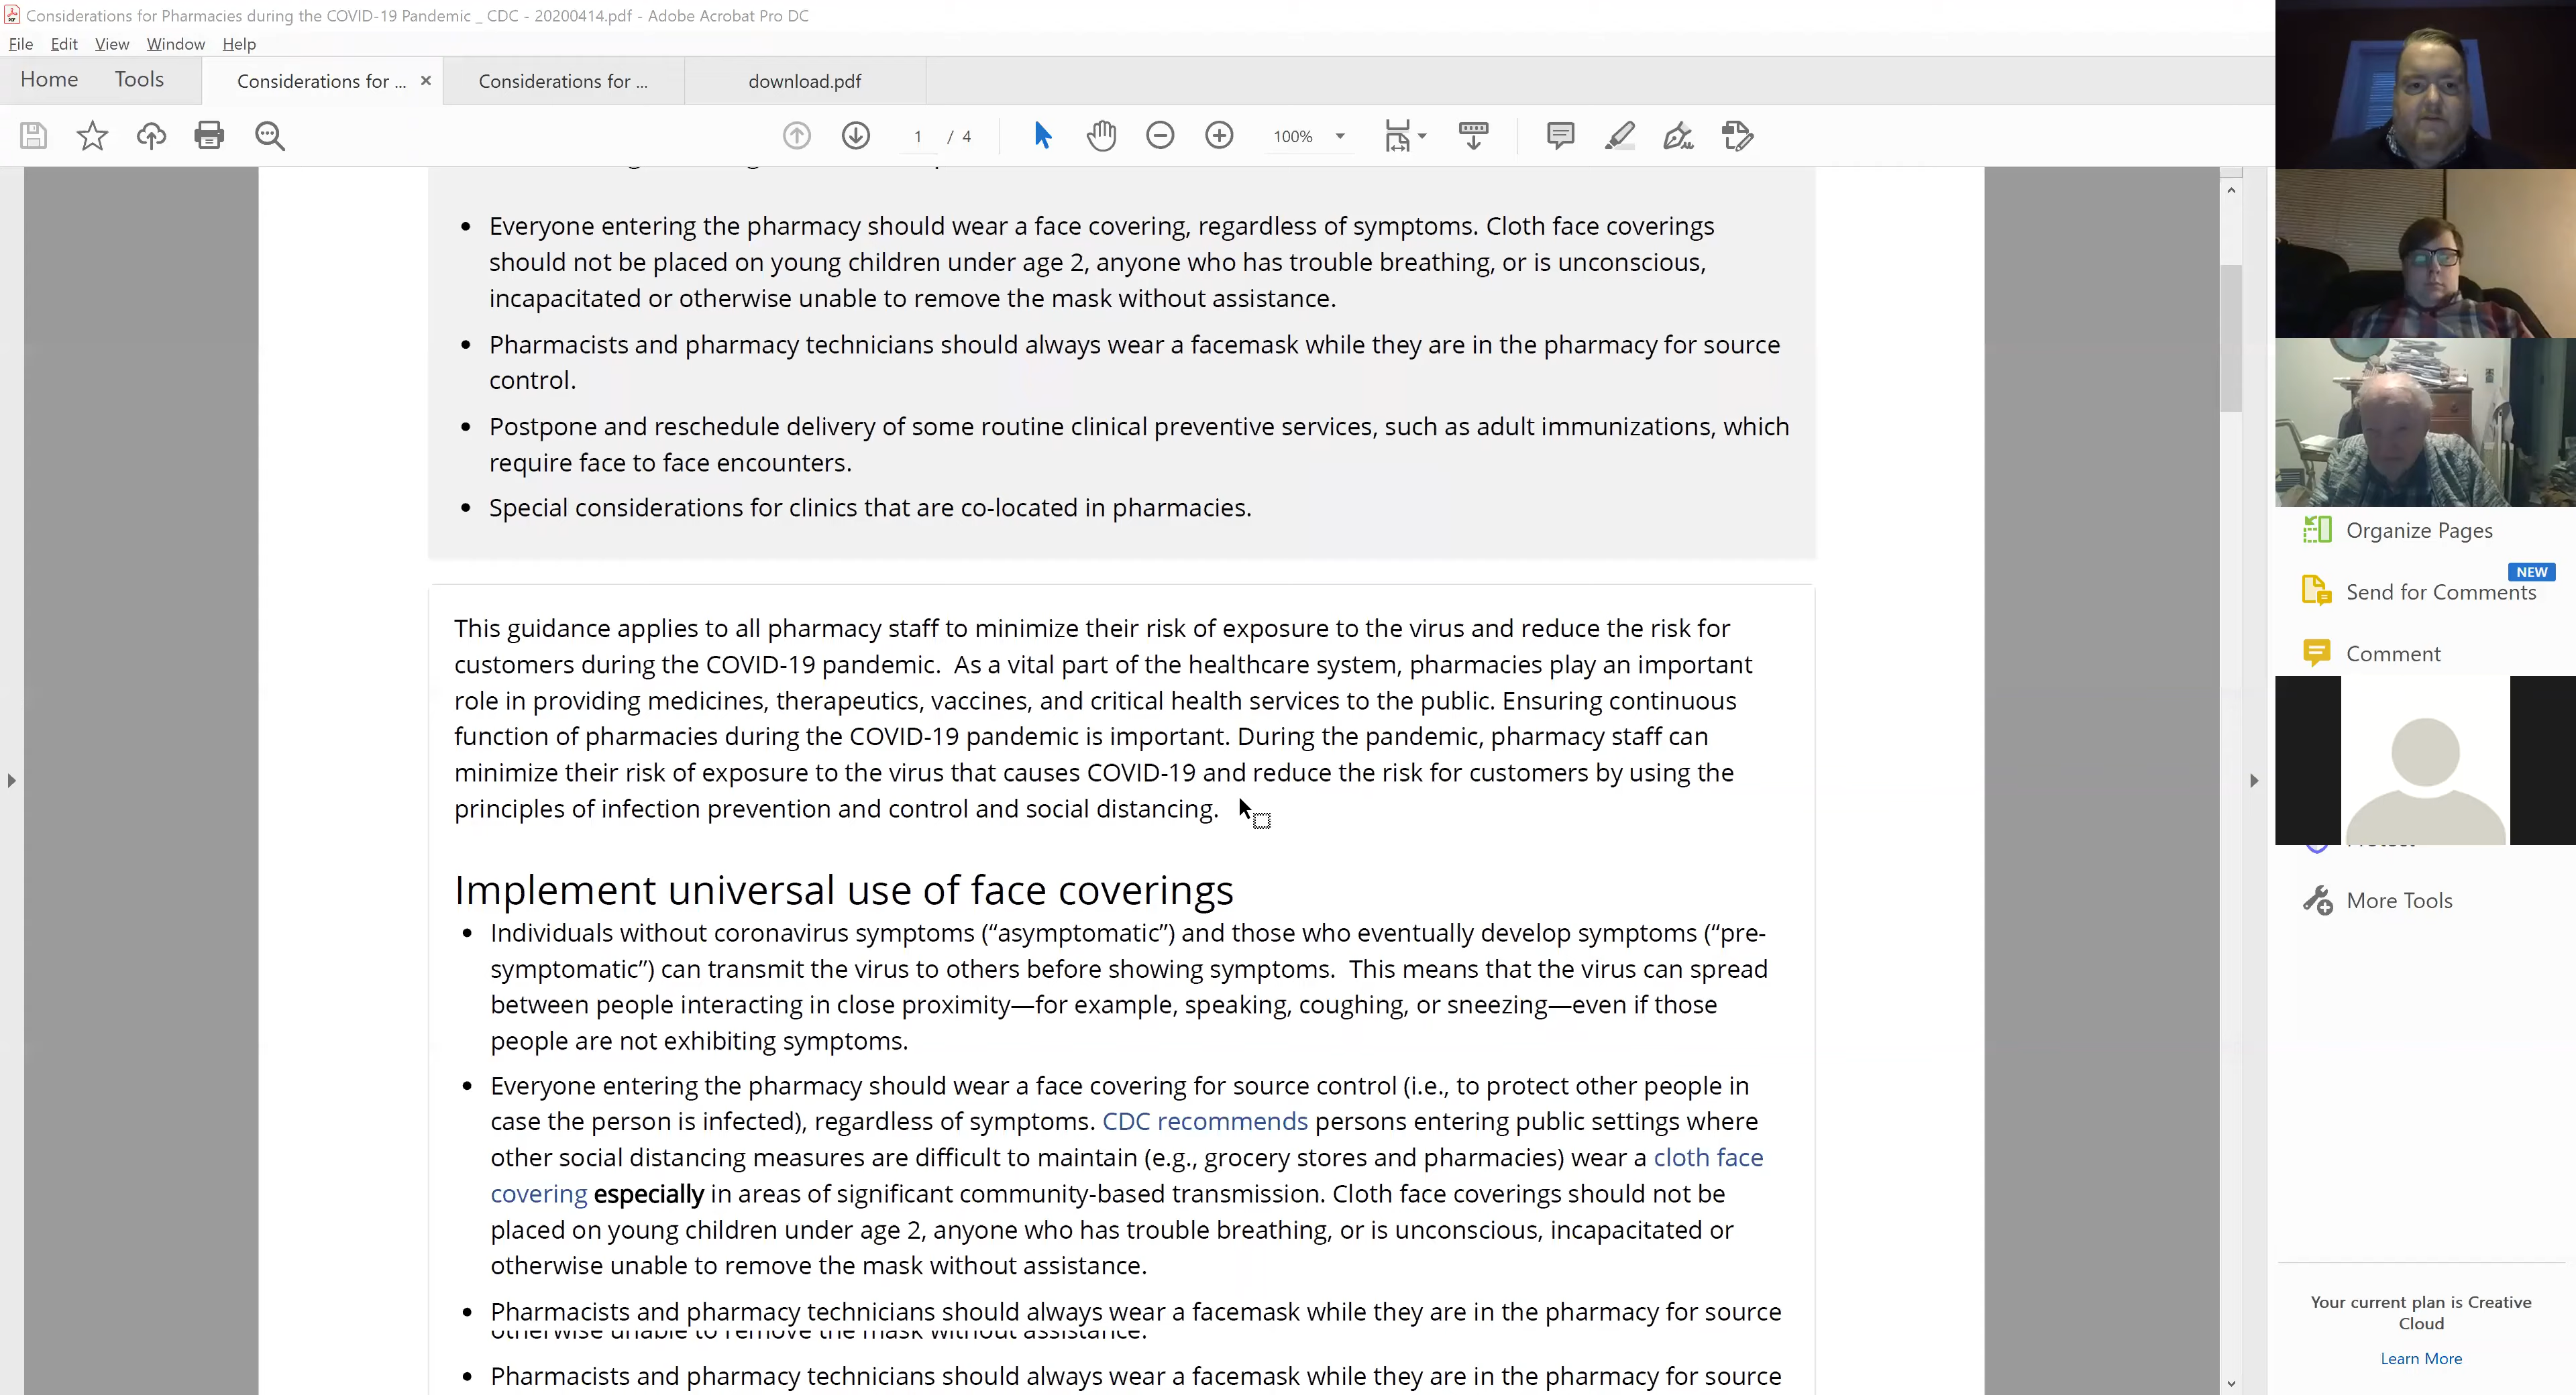 Considerations for Pharmacies during the COVID-19 Pandemic _ CDC - 20200414.pdf - Adobe Acrobat Pro DC
File Edit View Window Help
Home Tools Considerations for ... × Considerations for ... download.pdf
1 / 4 100%
Everyone entering the pharmacy should wear a face covering, regardless of symptoms. Cloth face coverings
should not be placed on young children under age 2, anyone who has trouble breathing, or is unconscious,
incapacitated or otherwise unable to remove the mask without assistance.
Pharmacists and pharmacy technicians should always wear a facemask while they are in the pharmacy for source
control.
Postpone and reschedule delivery of some routine clinical preventive services, such as adult immunizations, which
require face to face encounters.
Special considerations for clinics that are co-located in pharmacies.
This guidance applies to all pharmacy staff to minimize their risk of exposure to the virus and reduce the risk for
customers during the COVID-19 pandemic.  As a vital part of the healthcare system, pharmacies play an important
role in providing medicines, therapeutics, vaccines, and critical health services to the public. Ensuring continuous
function of pharmacies during the COVID-19 pandemic is important. During the pandemic, pharmacy staff can
minimize their risk of exposure to the virus that causes COVID-19 and reduce the risk for customers by using the
principles of infection prevention and control and social distancing.
Implement universal use of face coverings
Individuals without coronavirus symptoms (“asymptomatic”) and those who eventually develop symptoms (“pre-
symptomatic”) can transmit the virus to others before showing symptoms.  This means that the virus can spread
between people interacting in close proximity—for example, speaking, coughing, or sneezing—even if those
people are not exhibiting symptoms.
Everyone entering the pharmacy should wear a face covering for source control (i.e., to protect other people in
case the person is infected), regardless of symptoms. CDC recommends persons entering public settings where
other social distancing measures are difficult to maintain (e.g., grocery stores and pharmacies) wear a cloth face
covering especially in areas of significant community-based transmission. Cloth face coverings should not be
placed on young children under age 2, anyone who has trouble breathing, or is unconscious, incapacitated or
otherwise unable to remove the mask without assistance.
Pharmacists and pharmacy technicians should always wear a facemask while they are in the pharmacy for source
otherwise unable to remove the mask without assistance.
Pharmacists and pharmacy technicians should always wear a facemask while they are in the pharmacy for source
Organize Pages
NEW
Send for Comments
Comment
More Tools
Your current plan is Creative
Cloud
Learn More